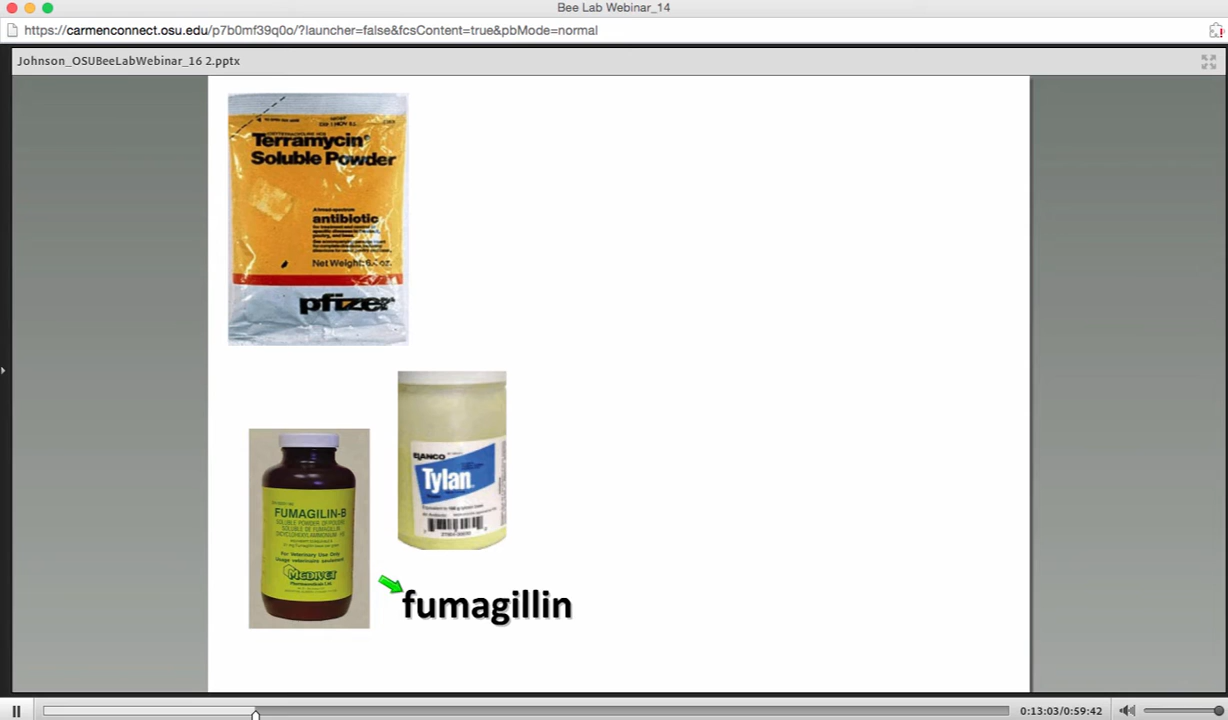 Bee Lab Webinar_14
https://carmenconnect.osu.edu/p7b0mf39q0o/?launcher=false&fcsContent=true&pbMode=normal
Johnson_OSUBeeLabWebinar_16 2.pptx
Terramycin
Soluble Powder
antibiotic
Net Weight:
pfizer
ELANCO
Tylan
FUMAGILIN-B
For Veterinary Use Only
MEDIVET
fumagillin
0:13:03/0:59:42